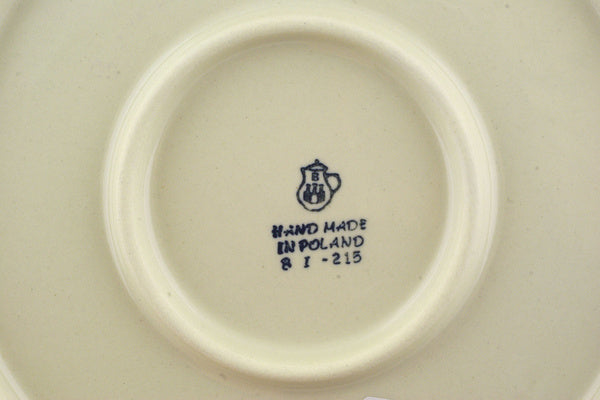 B
HAND MADE
IN POLAND
8 I -215